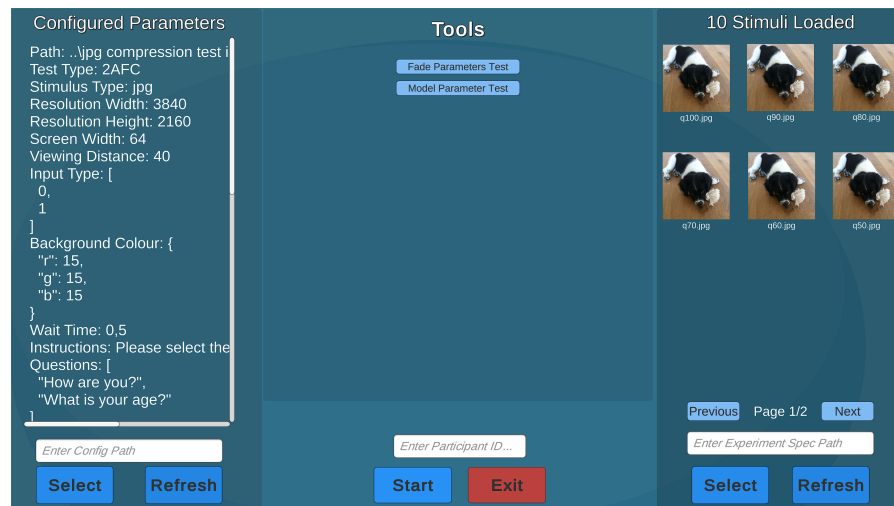 Configured Parameters
Path: ..\jpg compression test i
Test Type: 2AFC
Stimulus Type: jpg
Resolution Width: 3840
Resolution Height: 2160
Screen Width: 64
Viewing Distance: 40
Input Type: [
0,
1
]
Background Colour: {
"r": 15,
"g": 15,
"b": 15
}
Wait Time: 0,5
Instructions: Please select the
Questions: [
"How are you?",
"What is your age?"
]
Enter Config Path
Select Refresh
Tools
Fade Parameters Test
Model Parameter Test
Enter Participant ID...
Start Exit
10 Stimuli Loaded
q100.jpg q90.jpg q80.jpg
q70.jpg q60.jpg q50.jpg
Previous Page 1/2 Next
Enter Experiment Spec Path
Select Refresh